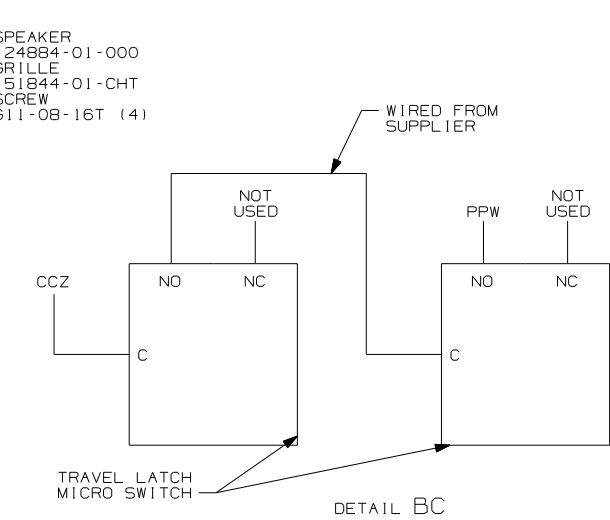 SPEAKER
24884-01-000
GRILLE
51844-01-CHT
SCREW
G11-08-16T (4)
WIRED FROM
SUPPLIER
NOT
USED
PPW
NOT
USED
CCZ
NO
NC
NO
NC
C
C
TRAVEL LATCH
MICRO SWITCH
DETAIL BC